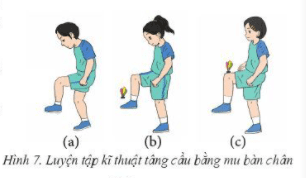 (a) (b) (c)
Hình 7. Luyện tập kĩ thuật tâng cầu bằng mu bàn chân